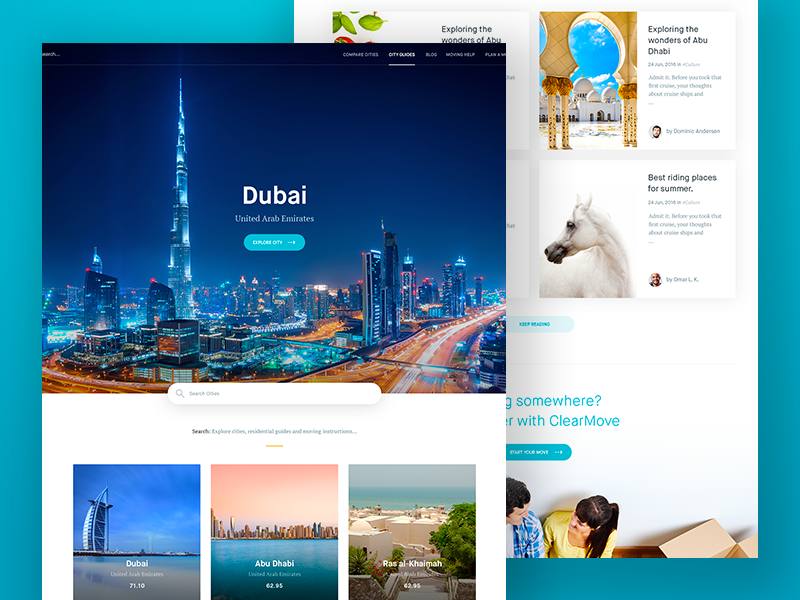 COMPARE CITIES
CITY GUIDES
BLOG
MOVING HELP
PLAN A M
Dubai
United Arab Emirates
EXPLORE CITY
Search Cities
Search: Explore cities, residential guides and moving instructions...
Dubai
United Arab Emirates
71.10
Abu Dhabi
United Arab Emirates
62.95
Ras al-Khaimah
United Arab Emirates
62.95
Exploring the
wonders of Abu
Exploring the
wonders of Abu
Dhabi
24 Jun, 2016 in #Culture
Admit it. Before you took that
first cruise, your thoughts
about cruise ships and
...
by Dominic Anderson
Best riding places
for summer.
24 Jun, 2016 in #Culture
Admit it. Before you took that
first cruise, your thoughts
about cruise ships and
...
by Omar L. K.
KEEP READING
g somewhere?
er with ClearMove
START YOUR MOVE